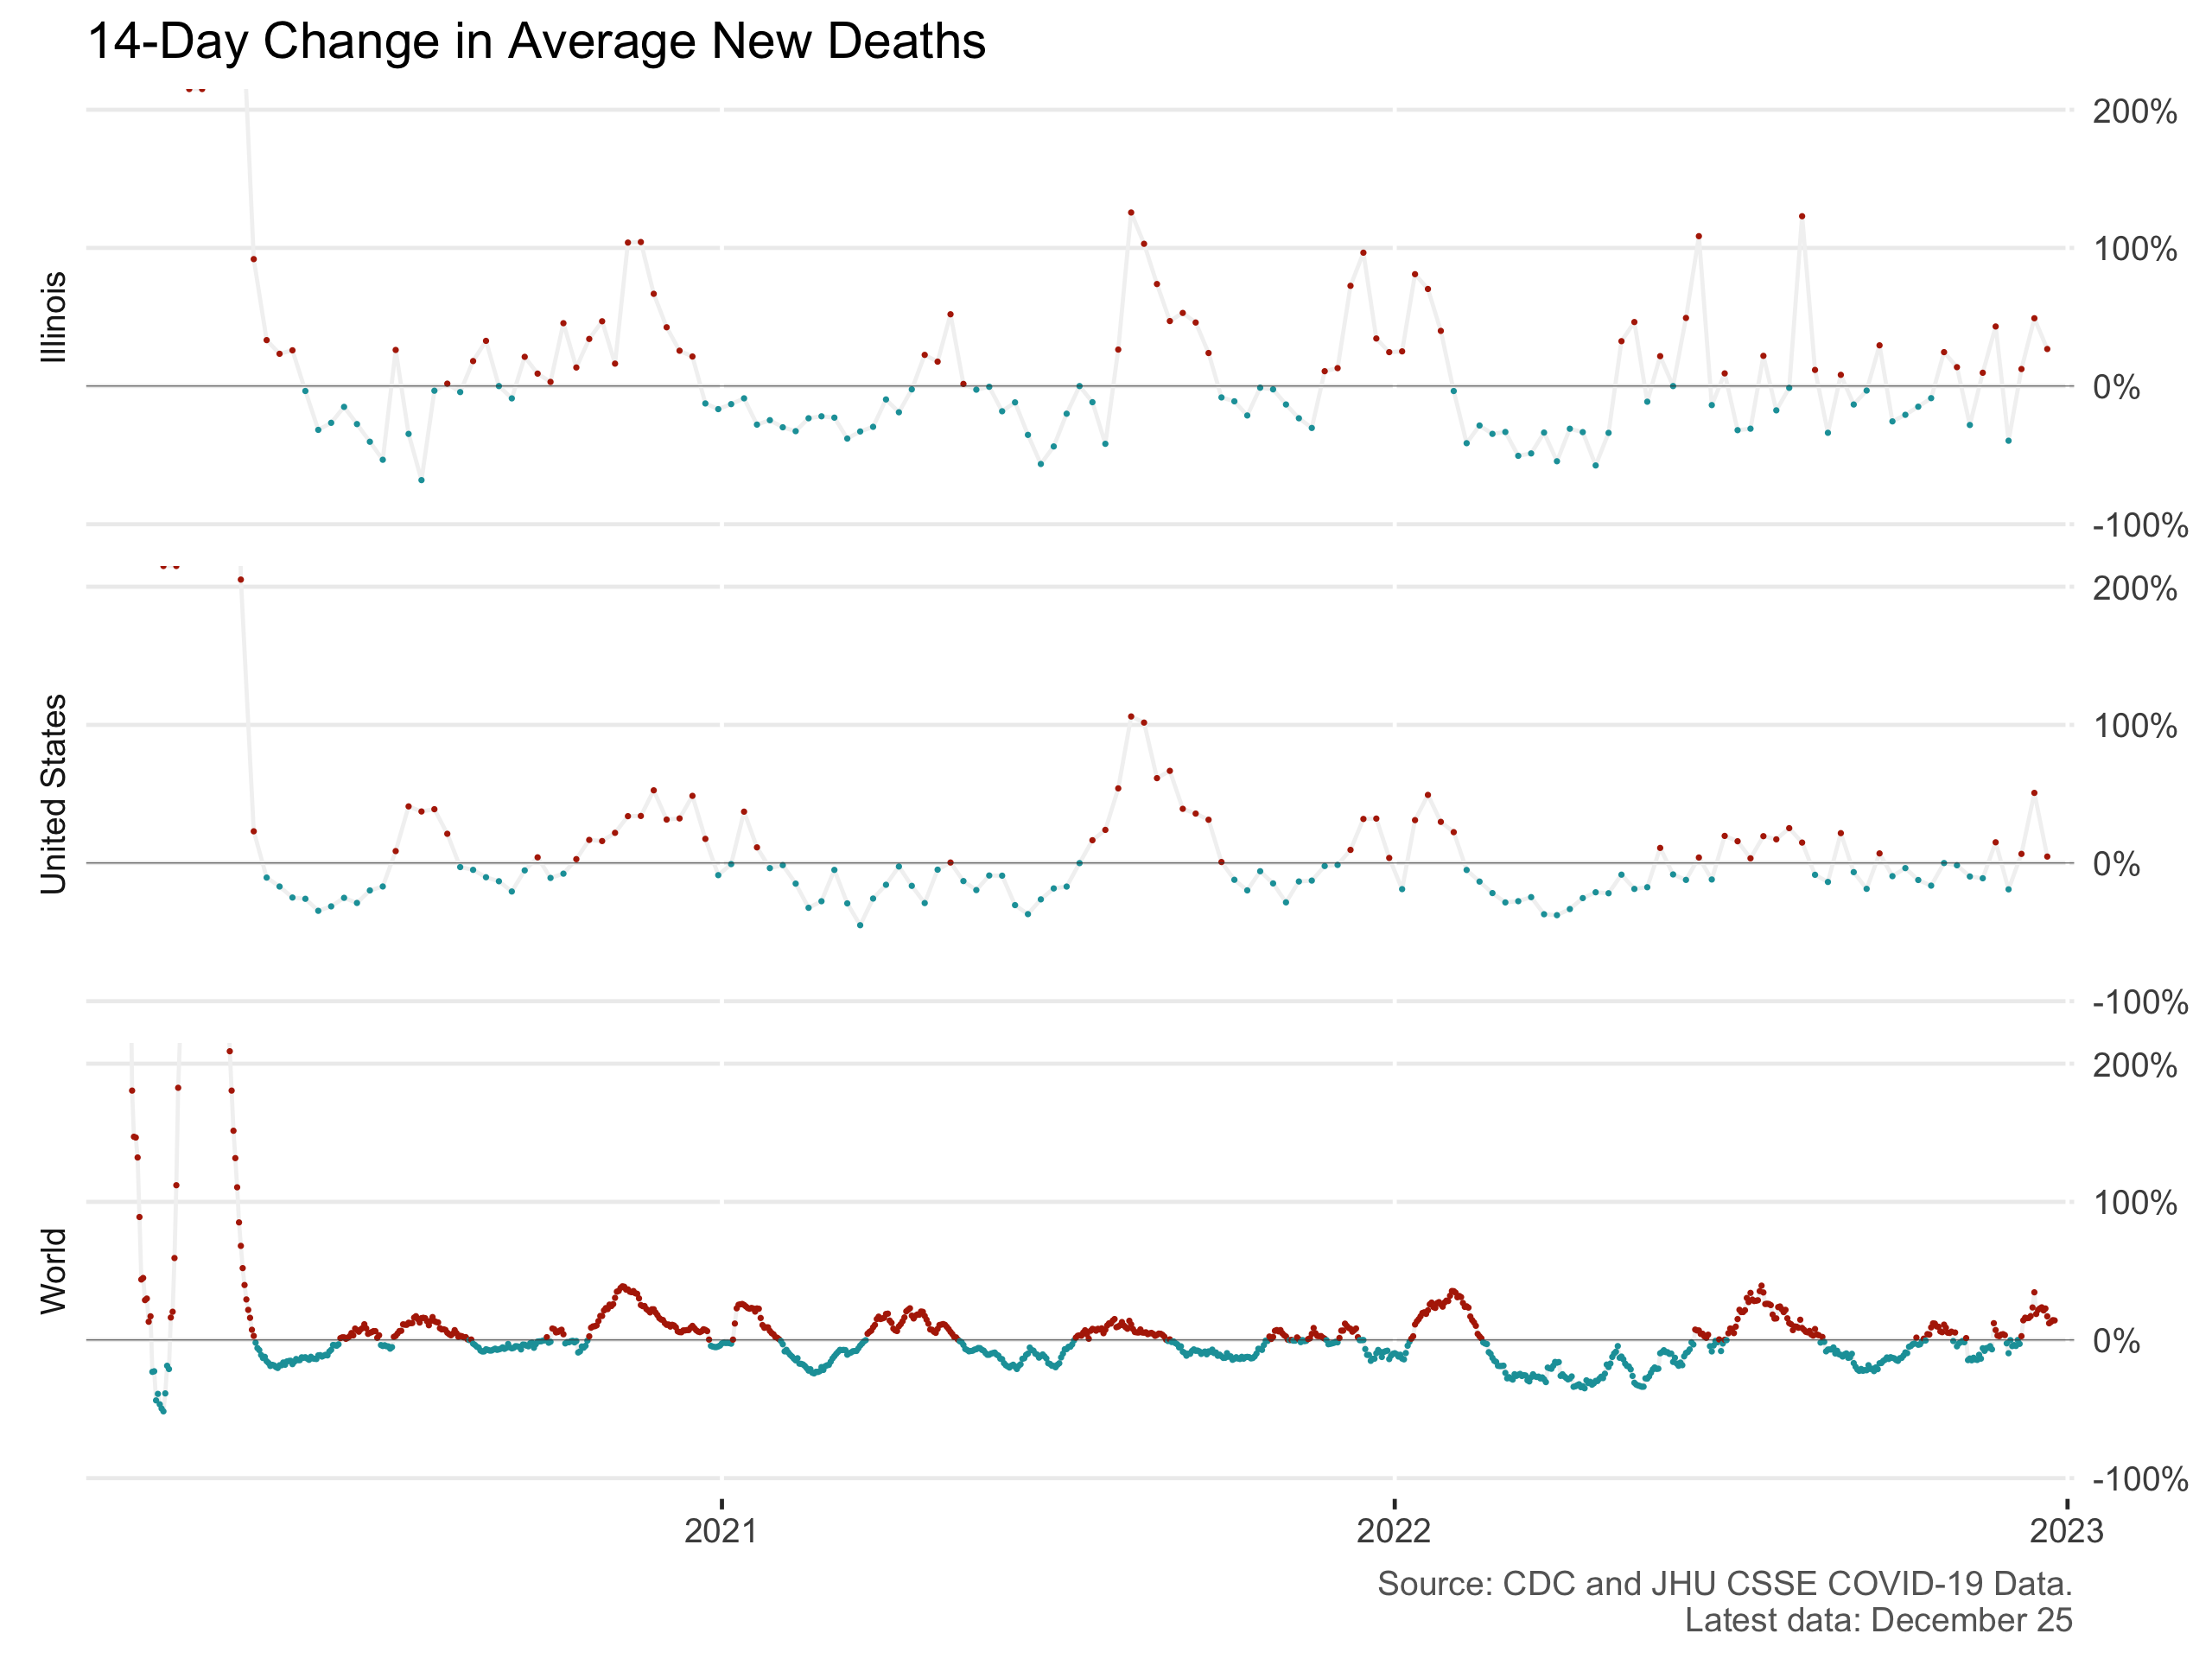 14-Day Change in Average New Deaths
Illinois
200%
100%
0%
-100%
United States
200%
100%
0%
-100%
World
200%
100%
0%
-100%
2021
2022
2023
Source: CDC and JHU CSSE COVID-19 Data.
Latest data: December 25